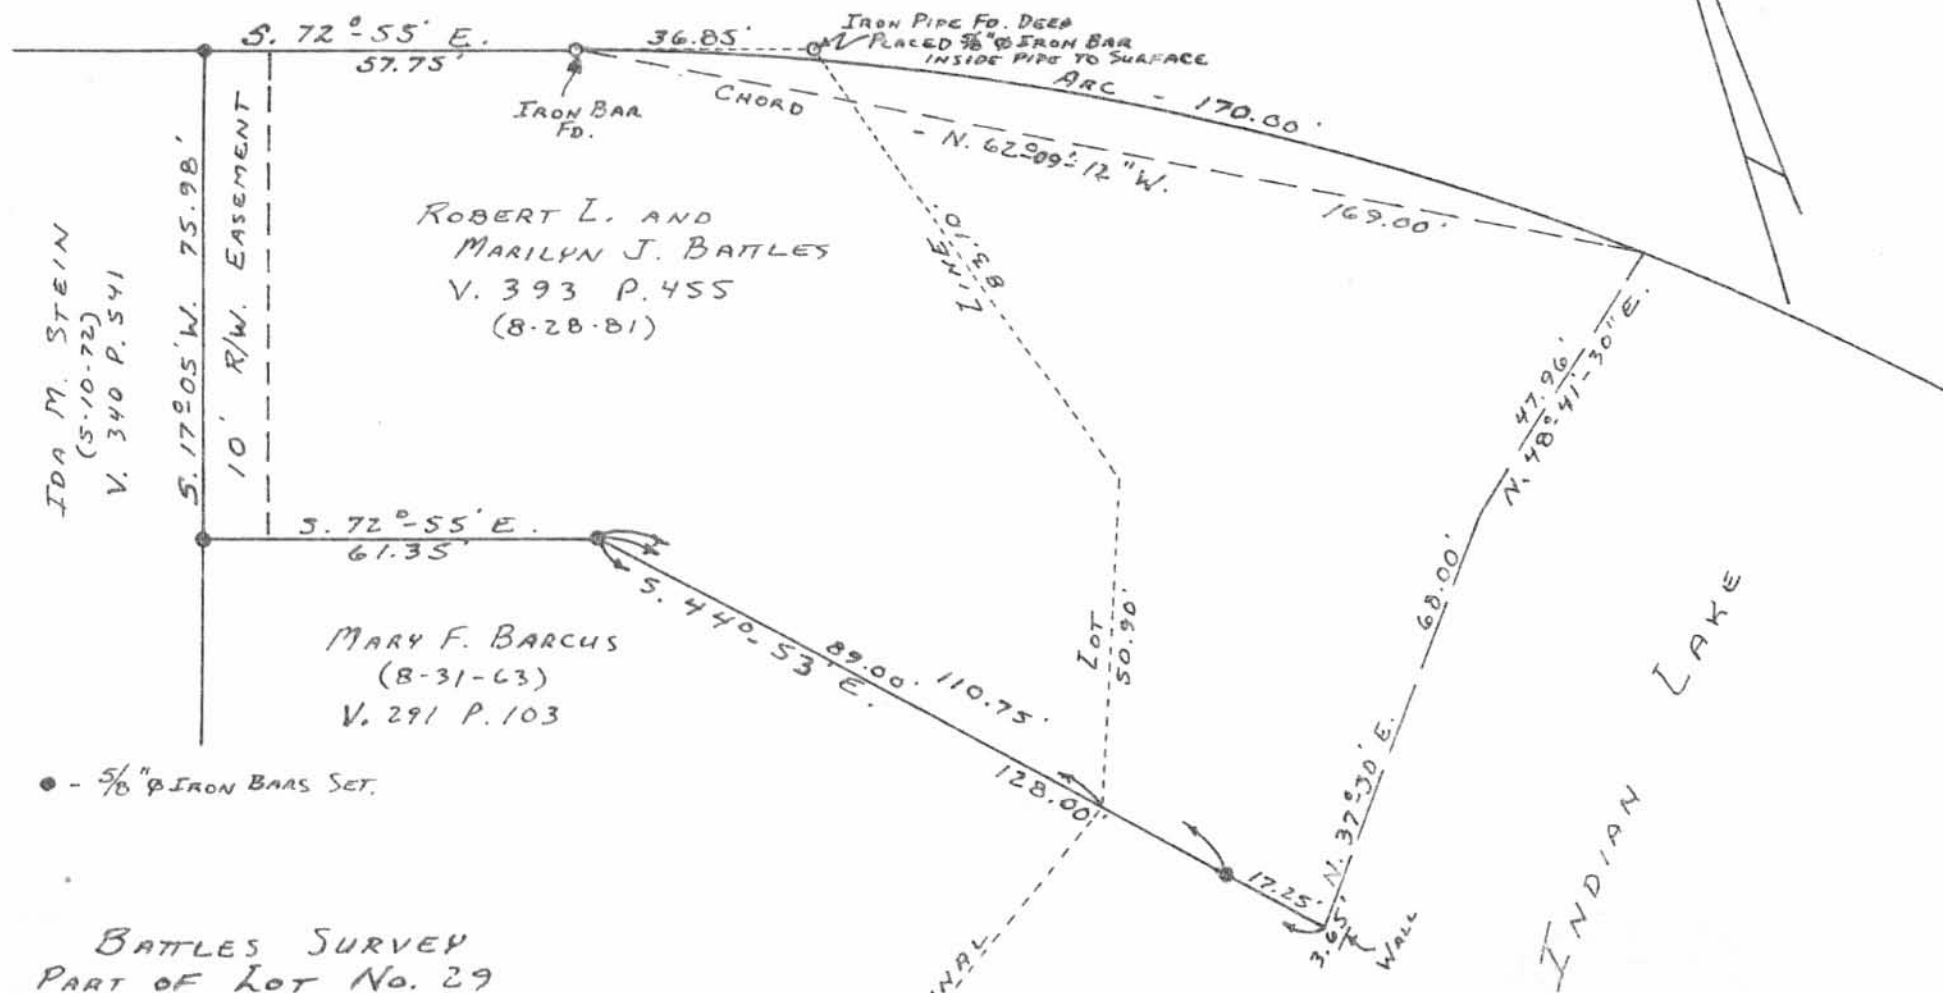 S. 72°-55' E.
57.75'
36.85'
IRON PIPE FD. DEEP
PLACED 5/8"ø IRON BAR
INSIDE PIPE TO SURFACE
IRON BAR
FD.
CHORD - N. 62°-09'-12" W.
169.00'
ARC - 170.00'
S. 17°-05' W. 75.98'
10' R/W. EASEMENT
IDA M. STEIN
(5-10-72)
V. 340 P. 541
ROBERT L. AND
MARILYN J. BATTLES
V. 393 P. 455
(8-28-81)
83.10'
LINE
LOT
50.90'
47.96'
N. 48°-41'-30" E.
68.00'
N. 37°-30' E.
S. 72°-55' E.
61.35'
S. 44°-53' E.
89.00' 110.75'
128.00'
17.25'
3.65'
WALL
MARY F. BARCUS
(8-31-63)
V. 291 P. 103
● - 5/8"ø IRON BARS SET.
INDIAN LAKE
NAL
BATTLES SURVEY
PART OF LOT No. 29